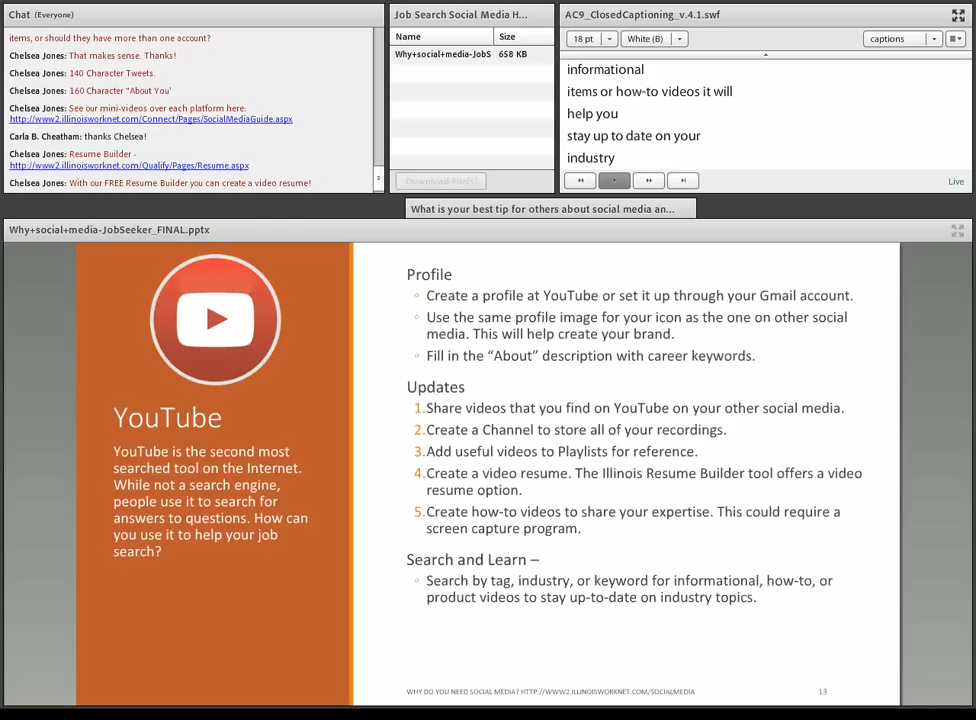 Chat (Everyone)
items, or should they have more than one account?
Chelsea Jones: That makes sense. Thanks!
Chelsea Jones: 140 Character Tweets.
Chelsea Jones: 160 Character "About You'
Chelsea Jones: See our mini-videos over each platform here:
http://www2.illinoisworknet.com/Connect/Pages/SocialMediaGuide.aspx
Carla B. Cheatham: thanks Chelsea!
Chelsea Jones: Resume Builder -
http://www2.illinoisworknet.com/Qualify/Pages/Resume.aspx
Chelsea Jones: With our FREE Resume Builder you can create a video resume!
Job Search Social Media H...
Name Size
Why+social+media-JobS 658 KB
Download File(s)
AC9_ClosedCaptioning_v.4.1.swf
18 pt White (B) captions
informational
items or how-to videos it will
help you
stay up to date on your
industry
Live
What is your best tip for others about social media an...
Why+social+media-JobSeeker_FINAL.pptx
YouTube
YouTube is the second most
searched tool on the Internet.
While not a search engine,
people use it to search for
answers to questions. How can
you use it to help your job
search?
Profile
◦ Create a profile at YouTube or set it up through your Gmail account.
◦ Use the same profile image for your icon as the one on other social
media. This will help create your brand.
◦ Fill in the “About” description with career keywords.
Updates
1. Share videos that you find on YouTube on your other social media.
2. Create a Channel to store all of your recordings.
3. Add useful videos to Playlists for reference.
4. Create a video resume. The Illinois Resume Builder tool offers a video
resume option.
5. Create how-to videos to share your expertise. This could require a
screen capture program.
Search and Learn –
◦ Search by tag, industry, or keyword for informational, how-to, or
product videos to stay up-to-date on industry topics.
WHY DO YOU NEED SOCIAL MEDIA? HTTP://WWW2.ILLINOISWORKNET.COM/SOCIALMEDIA
13